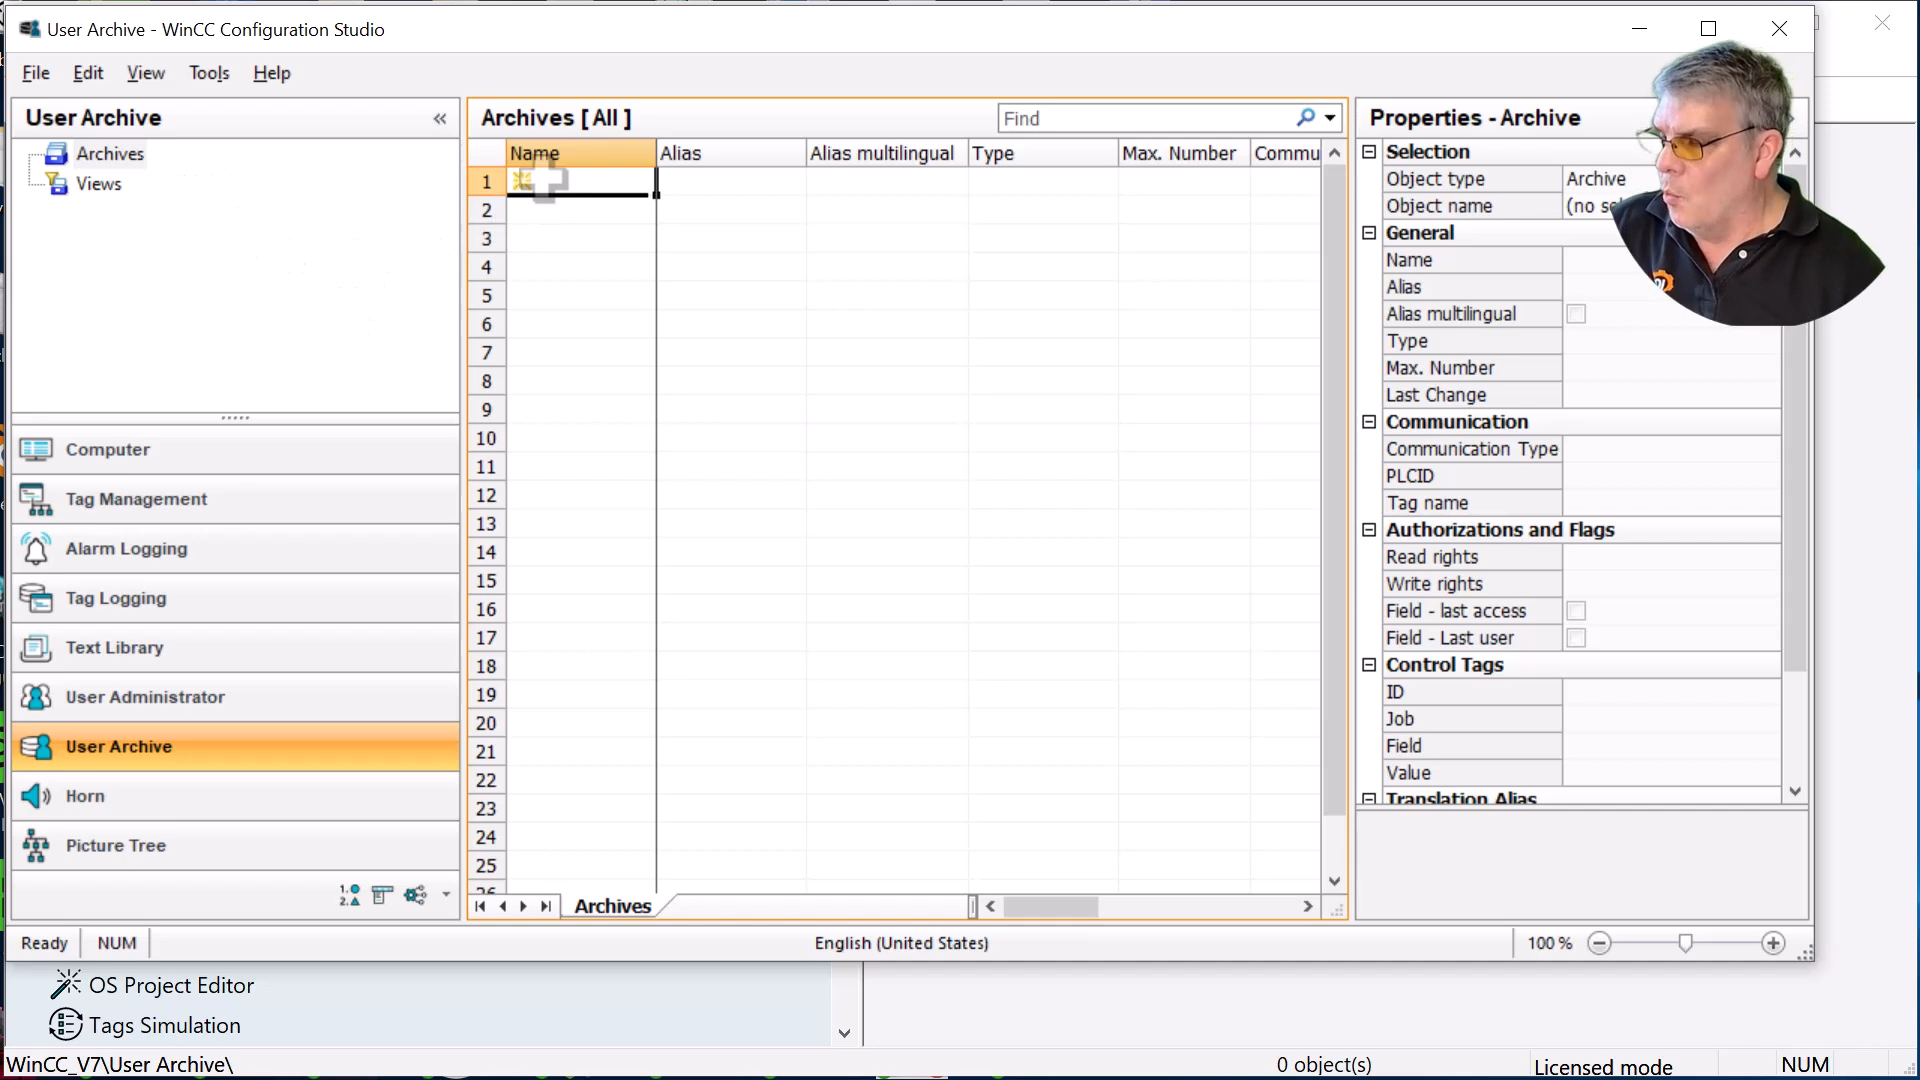 User Archive - WinCC Configuration Studio
File Edit View Tools Help
User Archive «
Archives
Views
Computer
Tag Management
Alarm Logging
Tag Logging
Text Library
User Administrator
User Archive
Horn
Picture Tree
Archives [ All ]
Find
Name Alias Alias multilingual Type Max. Number Commu
1
2
3
4
5
6
7
8
9
10
11
12
13
14
15
16
17
18
19
20
21
22
23
24
25
26
Archives
Properties - Archive
Selection
Object type Archive
Object name (no se
General
Name
Alias
Alias multilingual
Type
Max. Number
Last Change
Communication
Communication Type
PLCID
Tag name
Authorizations and Flags
Read rights
Write rights
Field - last access
Field - Last user
Control Tags
ID
Job
Field
Value
Translation Alias
Ready NUM English (United States) 100 %
OS Project Editor
Tags Simulation
WinCC_V7\User Archive\ 0 object(s) Licensed mode NUM